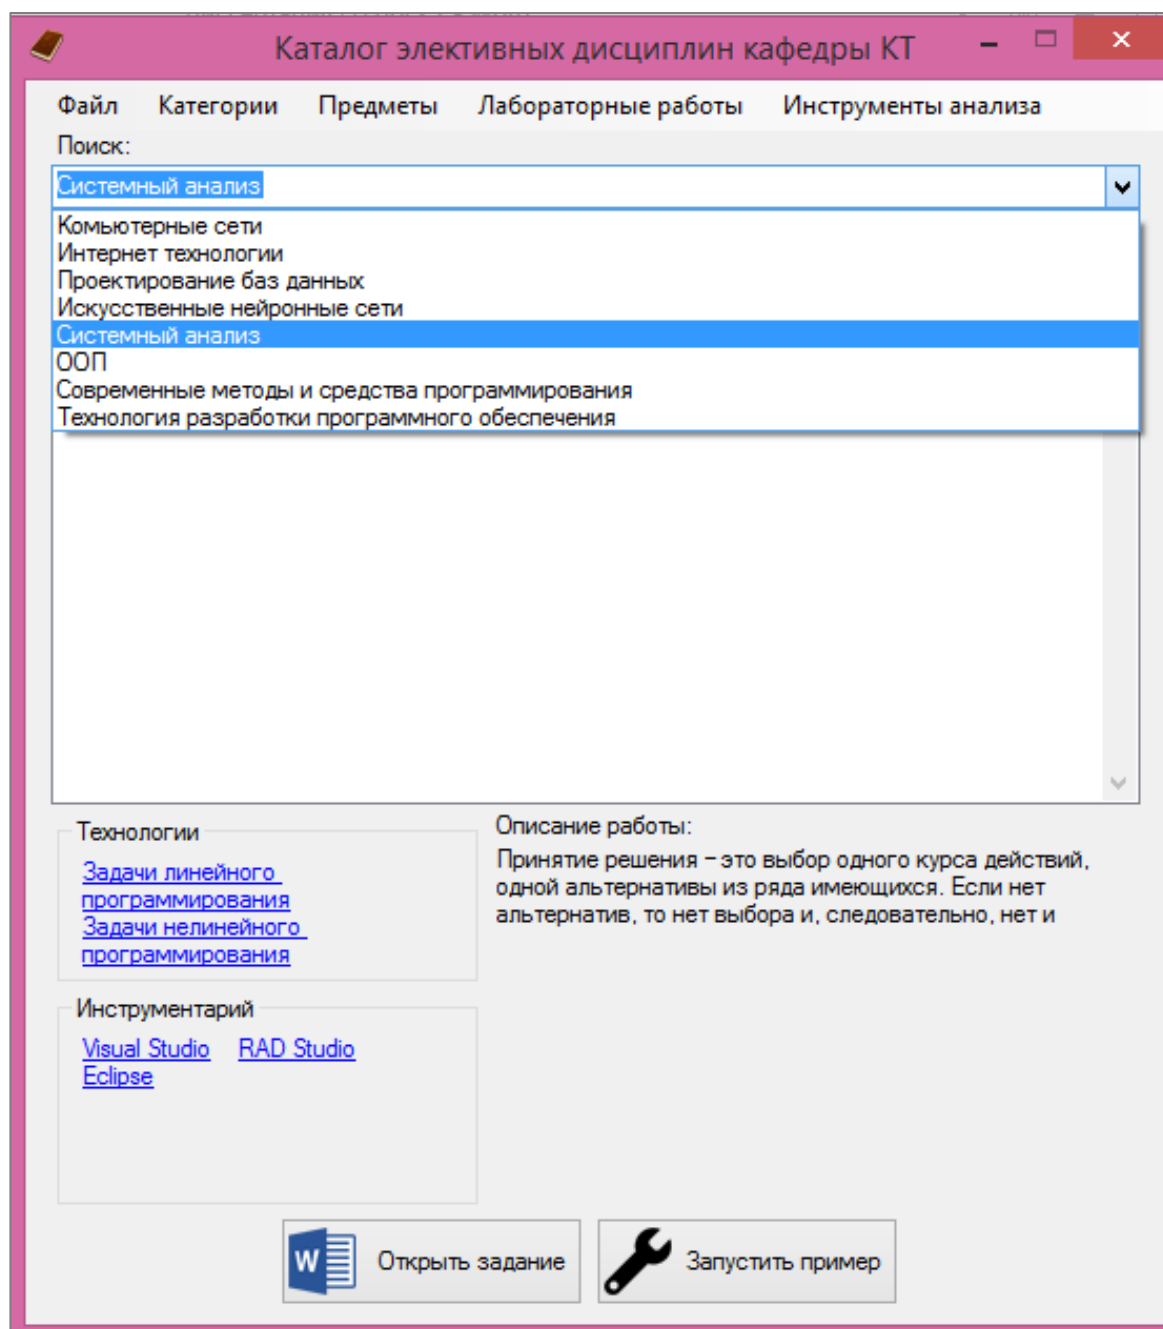 Каталог элективных дисциплин кафедры КТ
Файл Категории Предметы Лабораторные работы Инструменты анализа
Поиск:
Системный анализ
Комьютерные сети
Интернет технологии
Проектирование баз данных
Искусственные нейронные сети
Системный анализ
ООП
Современные методы и средства программирования
Технология разработки программного обеспечения
Технологии
Задачи линейного
программирования
Задачи нелинейного
программирования
Описание работы:
Принятие решения – это выбор одного курса действий,
одной альтернативы из ряда имеющихся. Если нет
альтернатив, то нет выбора и, следовательно, нет и
Инструментарий
Visual Studio RAD Studio
Eclipse
W Открыть задание
Запустить пример